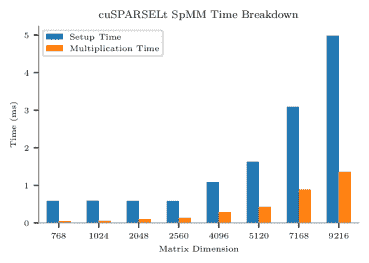 cuSPARSELt SpMM Time Breakdown
Setup Time
Multiplication Time
Time (ms)
5
4
3
2
1
0
768 1024 2048 2560 4096 5120 7168 9216
Matrix Dimension